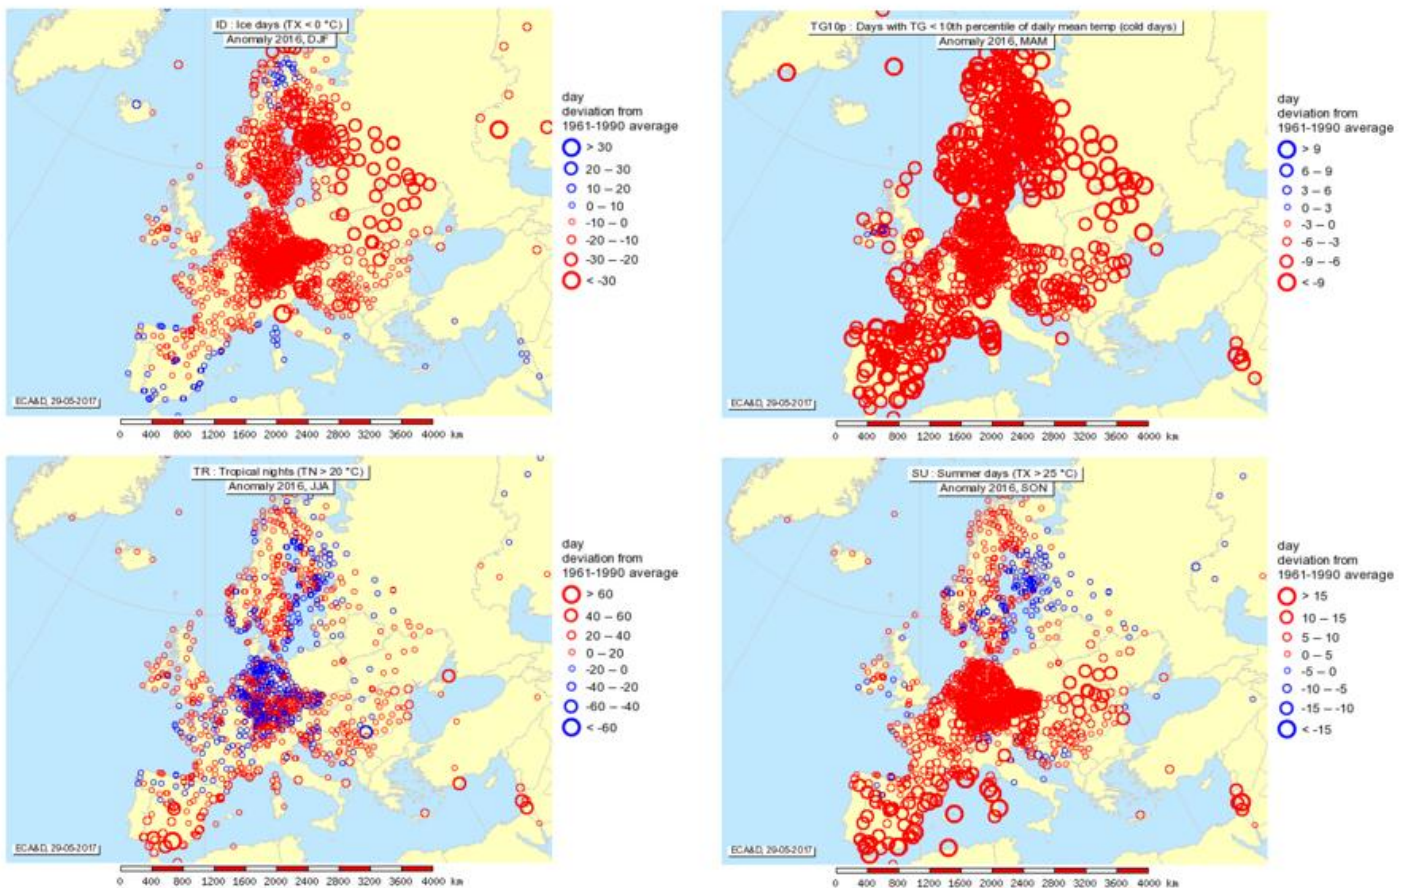 ID : Ice days (TX < 0 °C)
Anomaly 2016, DJF
day
deviation from
1961-1990 average
> 30
20 – 30
10 – 20
0 – 10
-10 – 0
-20 – -10
-30 – -20
< -30
ECA&D, 29-05-2017
0 400 800 1200 1600 2000 2400 2800 3200 3600 4000 km
TG10p : Days with TG < 10th percentile of daily mean temp (cold days)
Anomaly 2016, MAM
day
deviation from
1961-1990 average
> 9
6 – 9
3 – 6
0 – 3
-3 – 0
-6 – -3
-9 – -6
< -9
ECA&D, 29-05-2017
0 400 800 1200 1600 2000 2400 2800 3200 3600 4000 km
TR : Tropical nights (TN > 20 °C)
Anomaly 2016, JJA
day
deviation from
1961-1990 average
> 60
40 – 60
20 – 40
0 – 20
-20 – 0
-40 – -20
-60 – -40
< -60
ECA&D, 29-05-2017
0 400 800 1200 1600 2000 2400 2800 3200 3600 4000 km
SU : Summer days (TX > 25 °C)
Anomaly 2016, SON
day
deviation from
1961-1990 average
> 15
10 – 15
5 – 10
0 – 5
-5 – 0
-10 – -5
-15 – -10
< -15
ECA&D, 29-05-2017
0 400 800 1200 1600 2000 2400 2800 3200 3600 4000 km